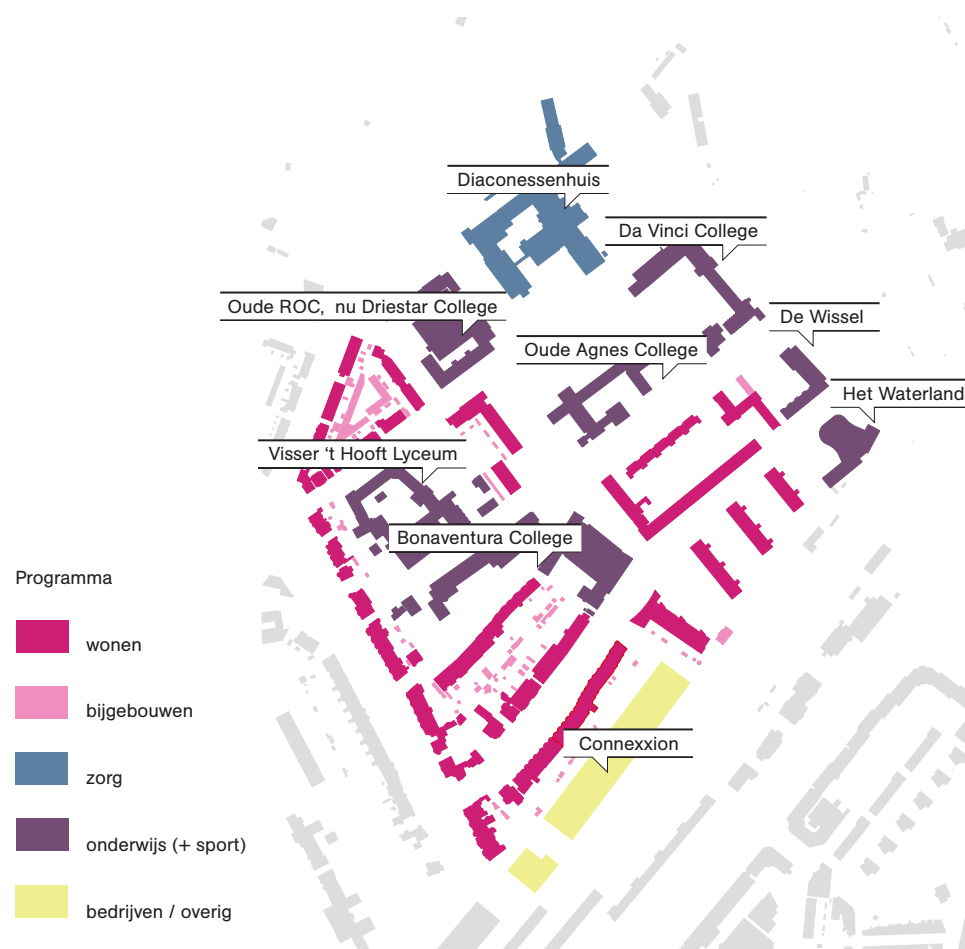 Diaconessenhuis
Da Vinci College
Oude ROC, nu Driestar College
De Wissel
Oude Agnes College
Het Waterland
Visser ‘t Hooft Lyceum
Bonaventura College
Connexxion
Programma
wonen
bijgebouwen
zorg
onderwijs (+ sport)
bedrijven / overig